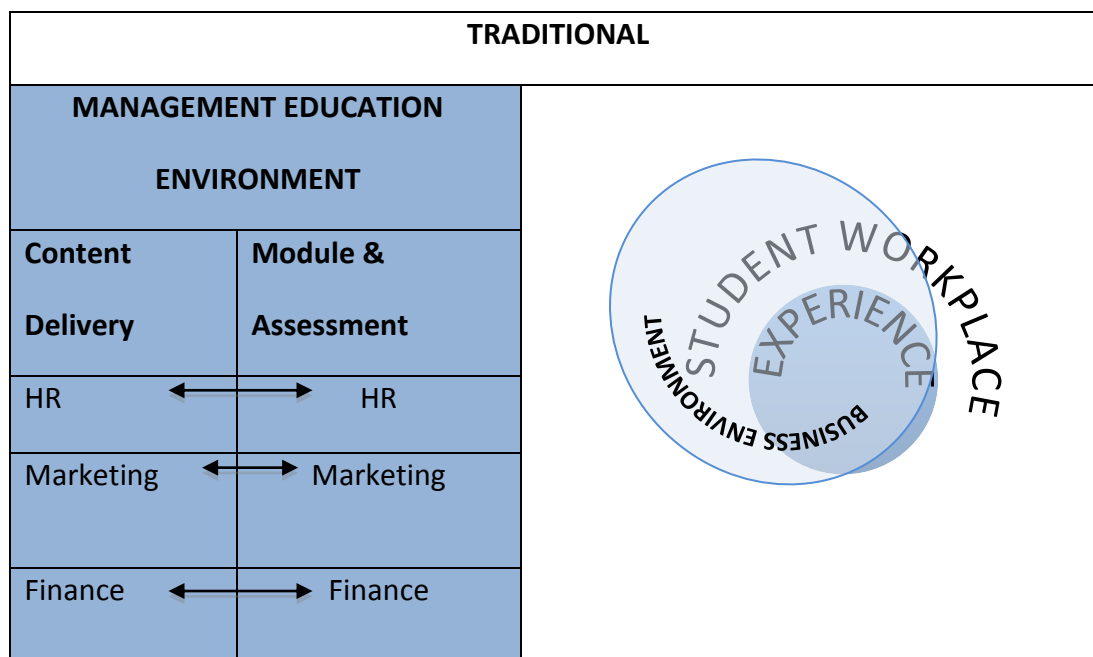 TRADITIONAL
MANAGEMENT EDUCATION
ENVIRONMENT
Content
Delivery
Module &
Assessment
HR
HR
Marketing
Marketing
Finance
Finance
STUDENT WORKPLACE
EXPERIENCE
BUSINESS ENVIRONMENT